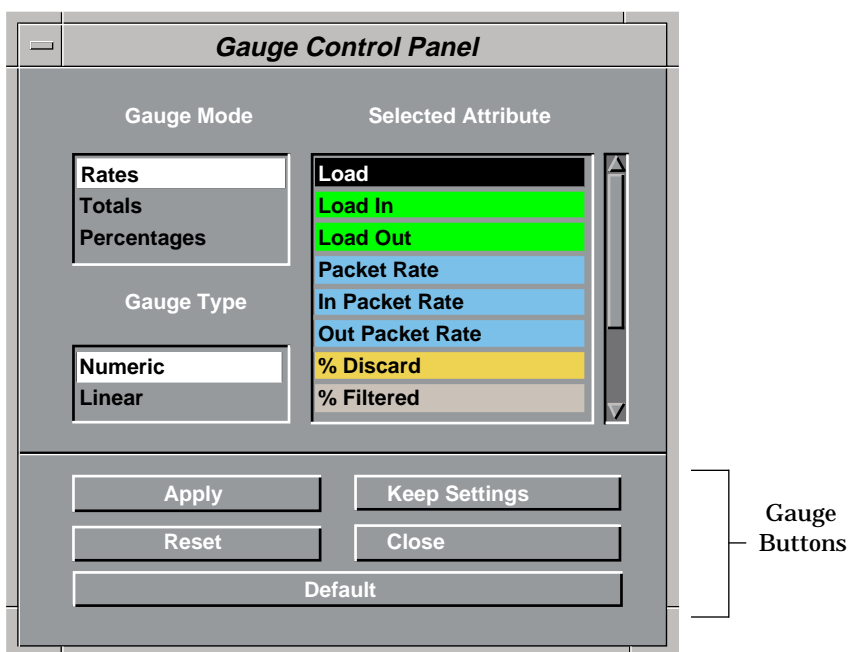 Gauge Control Panel
Gauge Mode
Rates
Totals
Percentages
Gauge Type
Numeric
Linear
Selected Attribute
Load
Load In
Load Out
Packet Rate
In Packet Rate
Out Packet Rate
% Discard
% Filtered
Apply
Keep Settings
Reset
Close
Default
Gauge
Buttons